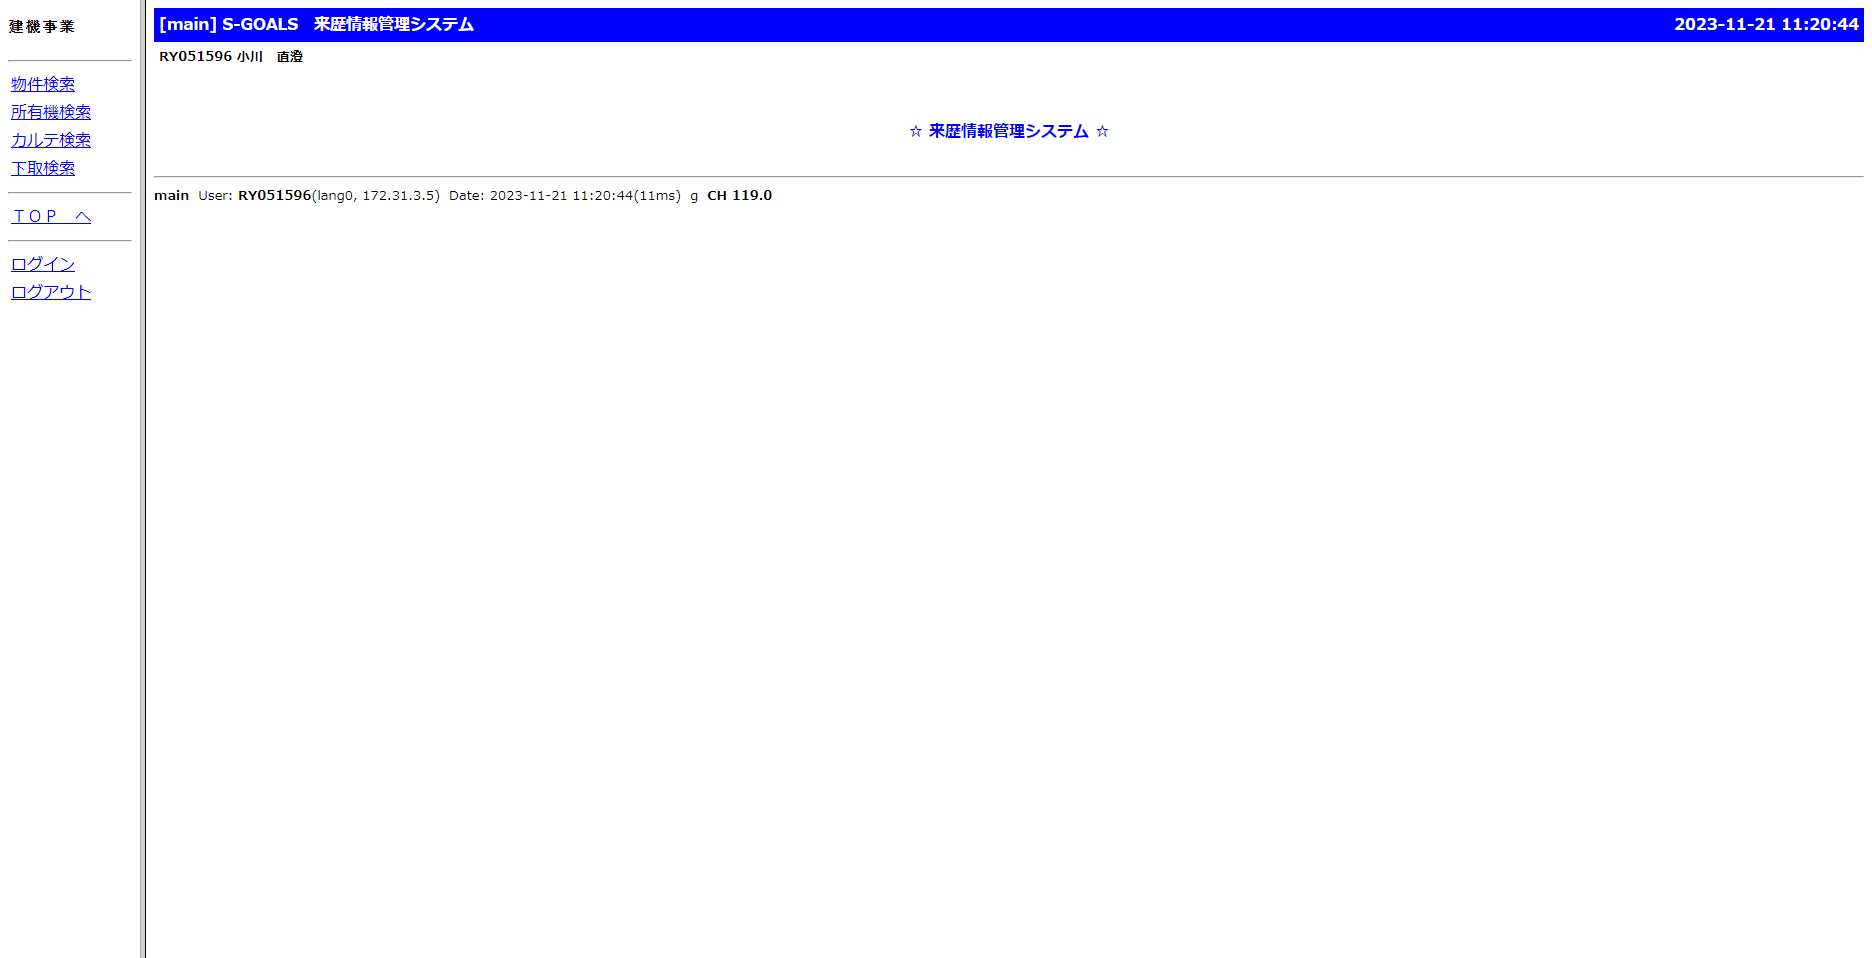 建機事業
物件検索
所有機検索
カルテ検索
下取検索
ＴＯＰ　へ
ログイン
ログアウト
[main] S-GOALS　来歴情報管理システム
2023-11-21 11:20:44
RY051596 小川　直澄
☆ 来歴情報管理システム ☆
main User: RY051596(lang0, 172.31.3.5) Date: 2023-11-21 11:20:44(11ms) g CH 119.0